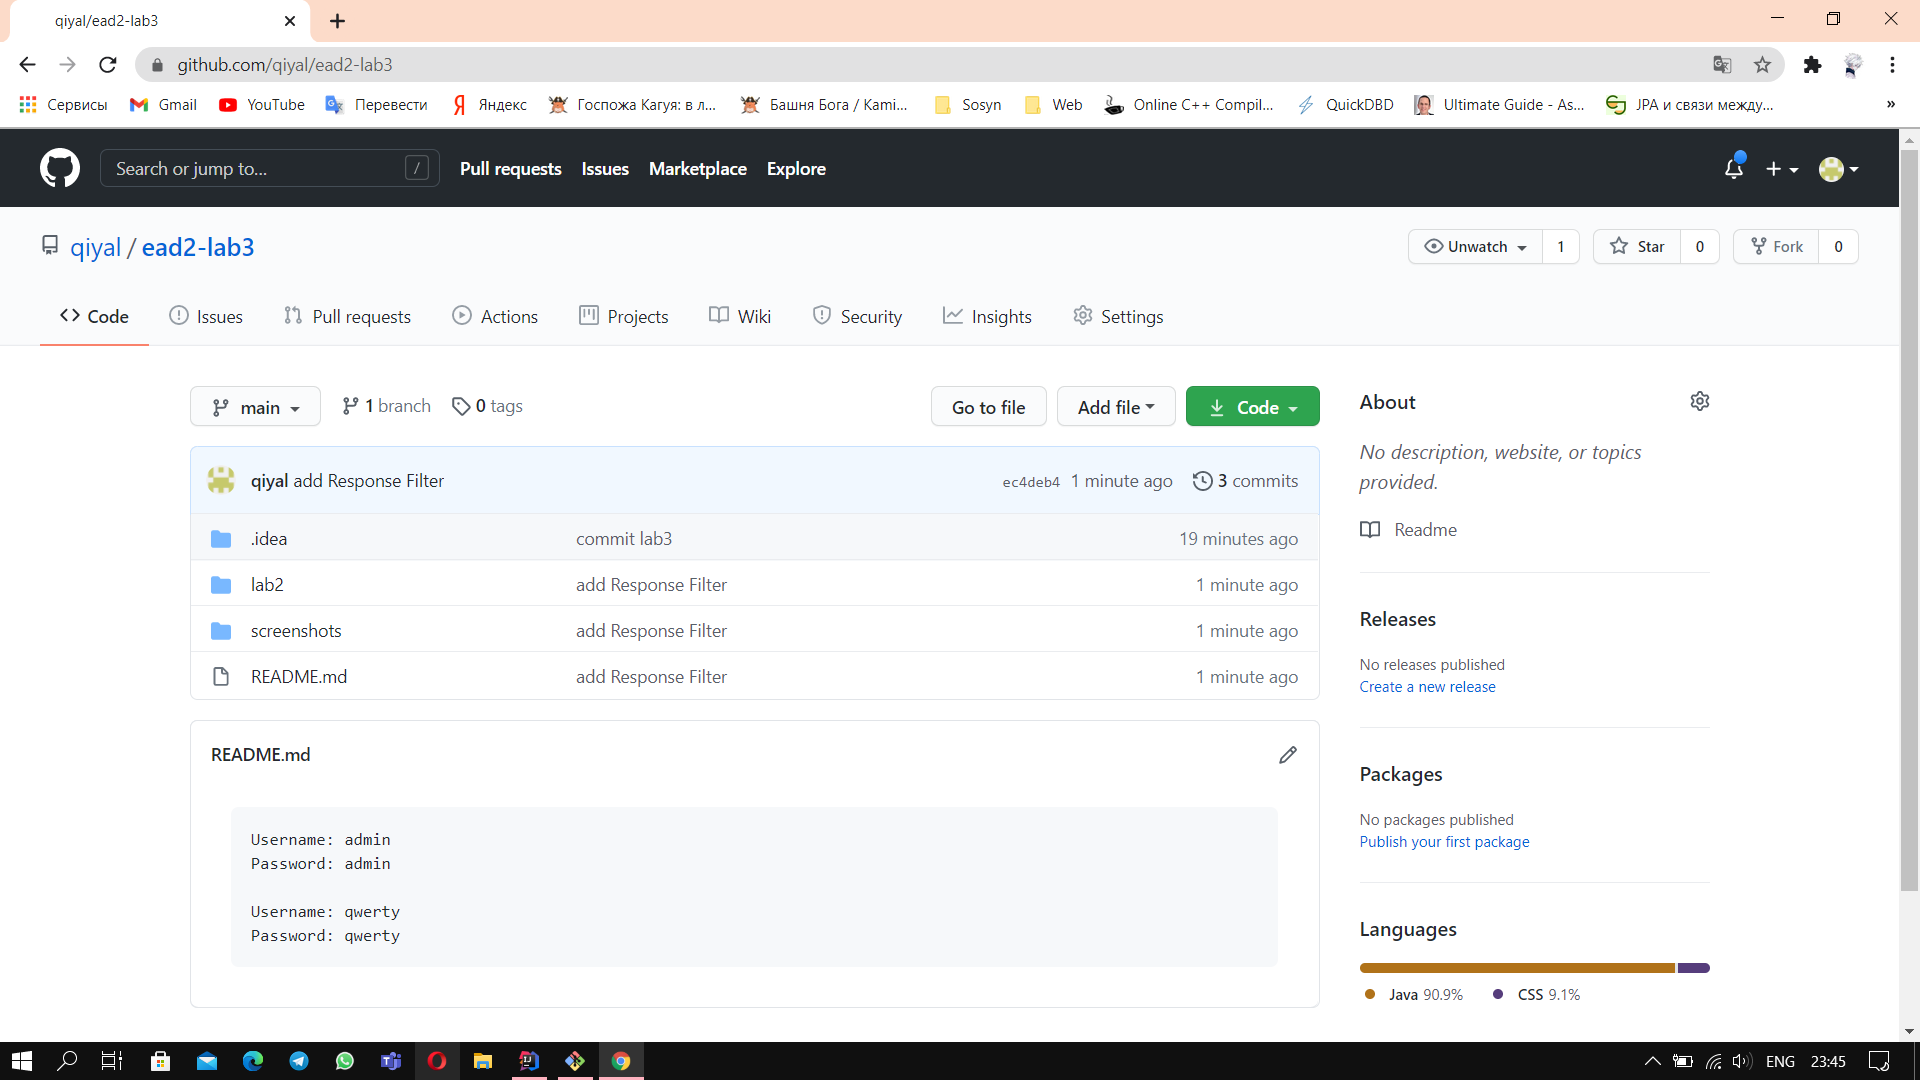 qiyal/ead2-lab3
github.com/qiyal/ead2-lab3
Сервисы Gmail YouTube Перевести Яндекс Госпожа Кагуя: в л... Башня Бога / Kami... Sosyn Web Online C++ Compil... QuickDBD Ultimate Guide - As... JPA и связи между... »
Search or jump to... / Pull requests Issues Marketplace Explore
qiyal / ead2-lab3 Unwatch 1 Star 0 Fork 0
Code Issues Pull requests Actions Projects Wiki Security Insights Settings
main 1 branch 0 tags Go to file Add file Code
qiyal add Response Filter ec4deb4 1 minute ago 3 commits
.idea commit lab3 19 minutes ago
lab2 add Response Filter 1 minute ago
screenshots add Response Filter 1 minute ago
README.md add Response Filter 1 minute ago
README.md
Username: admin
Password: admin
Username: qwerty
Password: qwerty
About
No description, website, or topics
provided.
Readme
Releases
No releases published
Create a new release
Packages
No packages published
Publish your first package
Languages
Java 90.9% CSS 9.1%
ENG 23:45